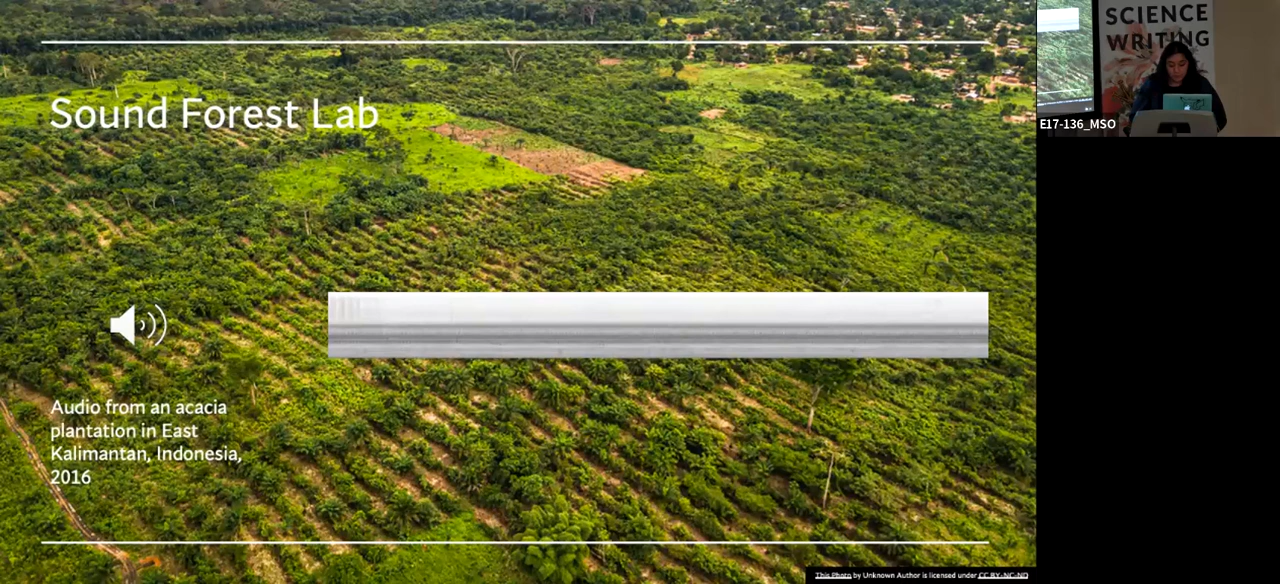 Sound Forest Lab
Audio from an acacia
plantation in East
Kalimantan, Indonesia,
2016
This Photo by Unknown Author is licensed under CC BY-NC-ND
SCIENCE
WRITING
E17-136_MSO